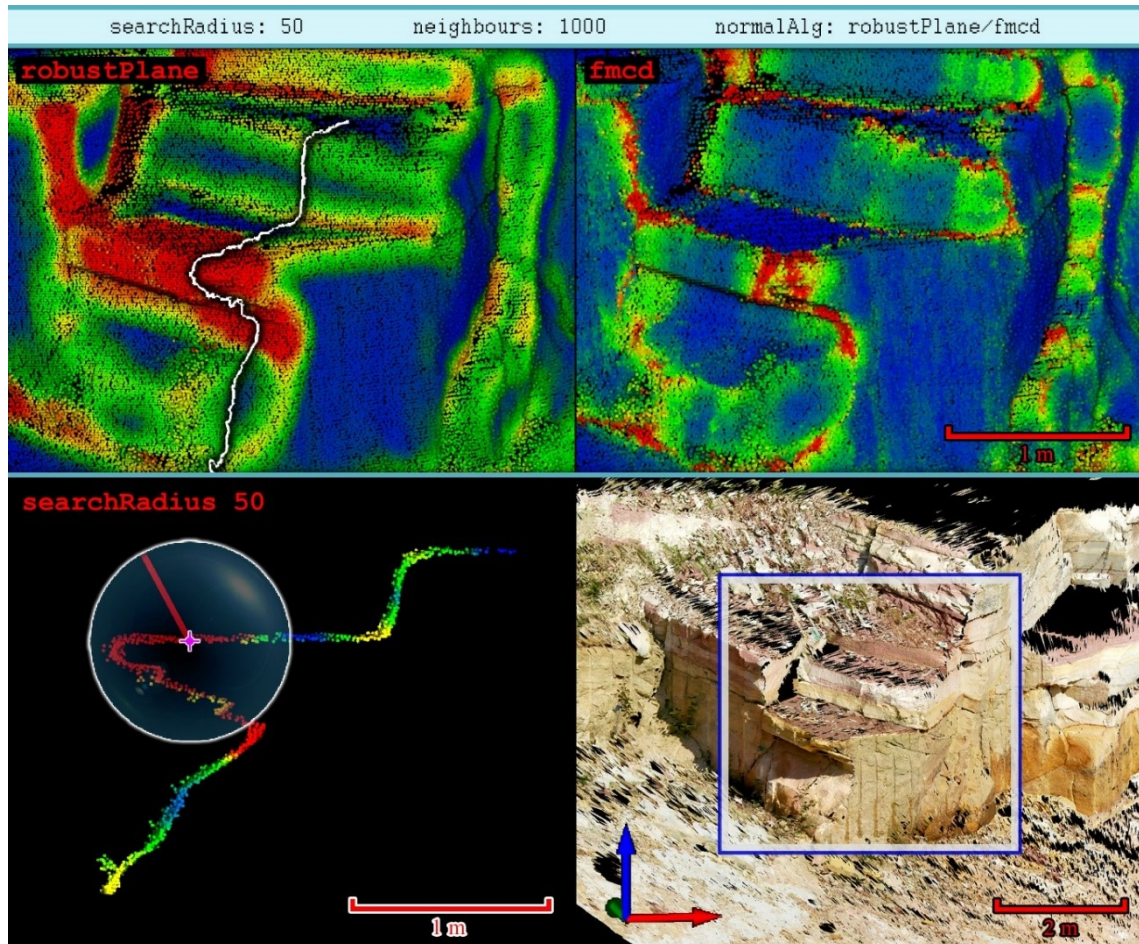 searchRadius: 50 neighbours: 1000 normalAlg: robustPlane/fmcd
robustPlane
fmcd
1 m
searchRadius 50
1 m
2 m